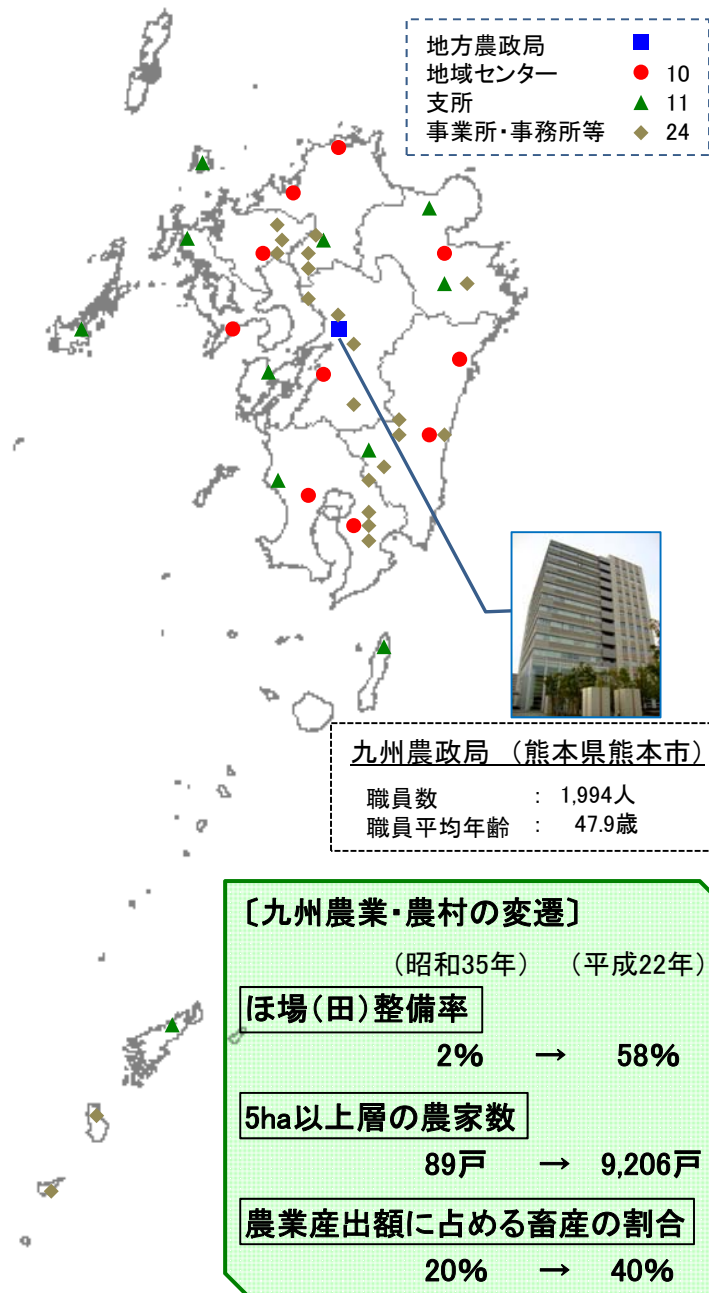 地方農政局
地域センター 10
支所 11
事業所・事務所等 24
九州農政局 （熊本県熊本市）
職員数 : 1,994人
職員平均年齢 : 47.9歳
〔九州農業・農村の変遷〕
（昭和35年） （平成22年）
ほ場（田）整備率
2% → 58%
5ha以上層の農家数
89戸 → 9,206戸
農業産出額に占める畜産の割合
20% → 40%